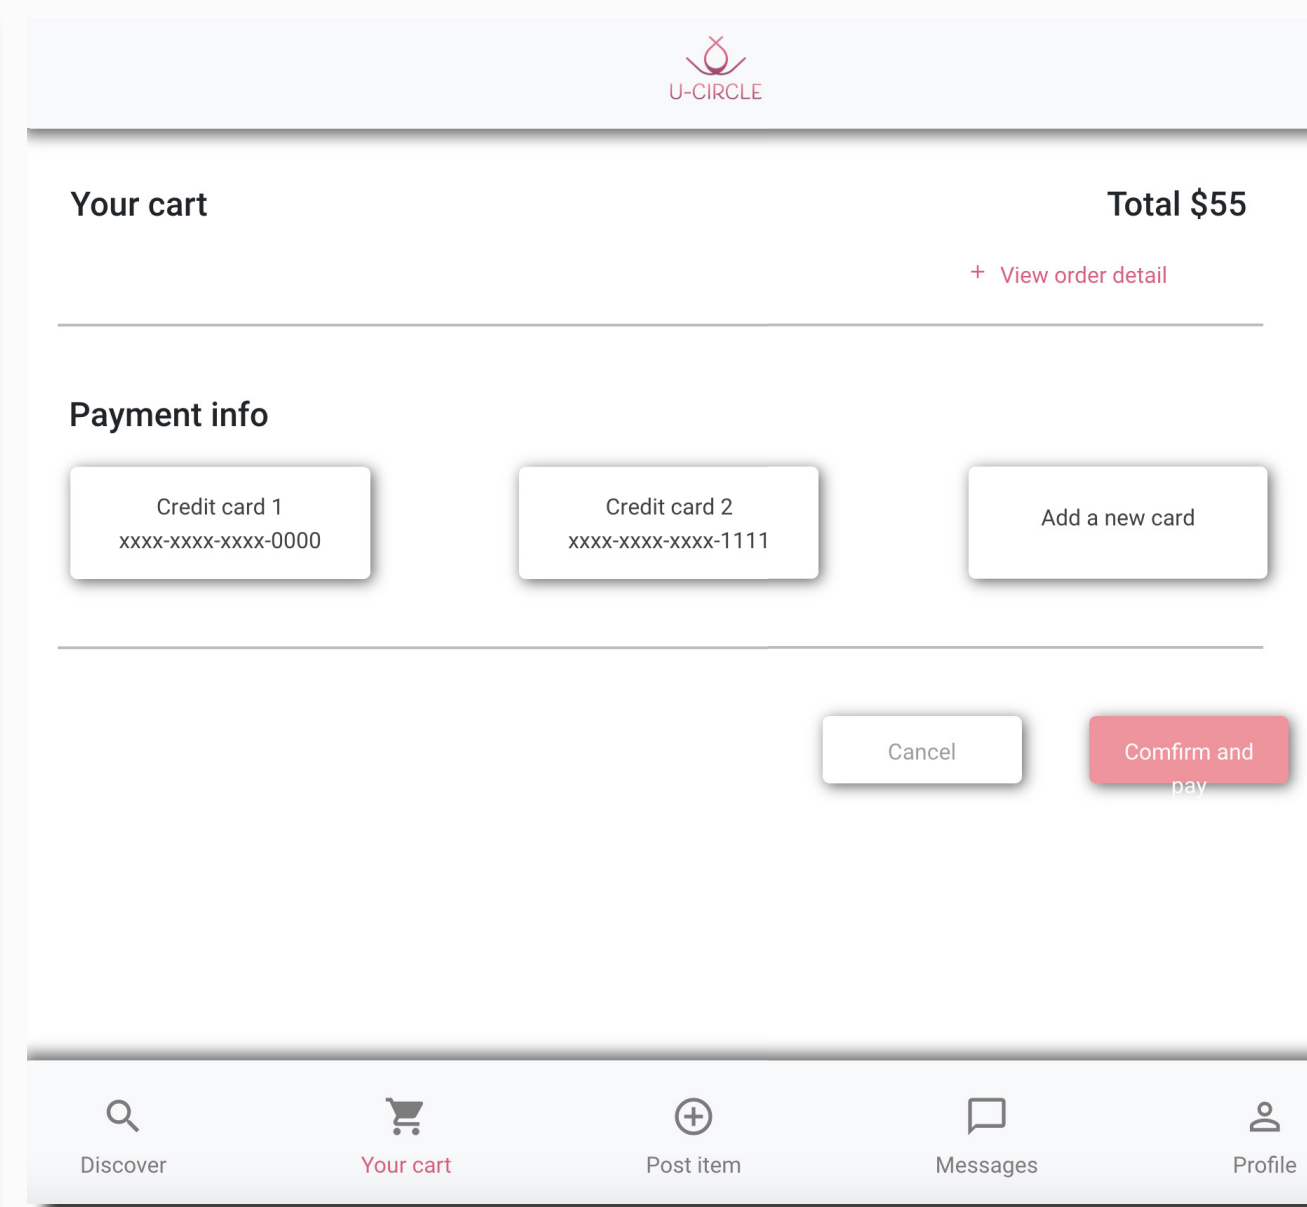 U-CIRCLE
Your cart
Total $55
+ View order detail
Payment info
Credit card 1
xxxx-xxxx-xxxx-0000
Credit card 2
xxxx-xxxx-xxxx-1111
Add a new card
Cancel
Comfirm and
pay
Discover
Your cart
Post item
Messages
Profile